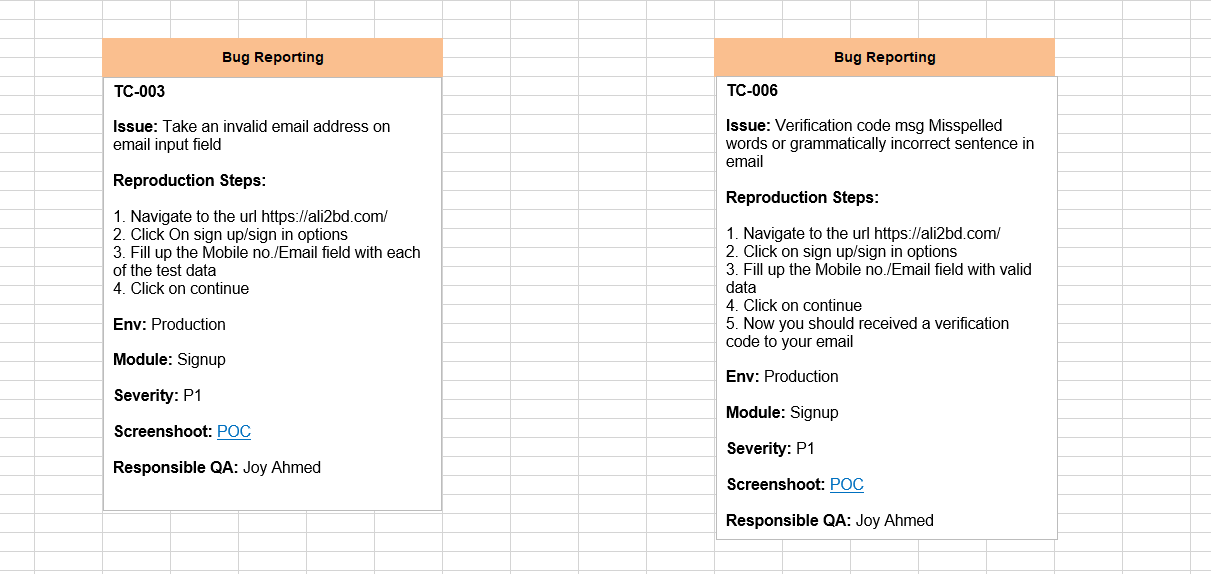 Bug Reporting
TC-003
Issue: Take an invalid email address on
email input field
Reproduction Steps:
1. Navigate to the url https://ali2bd.com/
2. Click On sign up/sign in options
3. Fill up the Mobile no./Email field with each
of the test data
4. Click on continue
Env: Production
Module: Signup
Severity: P1
Screenshoot: POC
Responsible QA: Joy Ahmed
Bug Reporting
TC-006
Issue: Verification code msg Misspelled
words or grammatically incorrect sentence in
email
Reproduction Steps:
1. Navigate to the url https://ali2bd.com/
2. Click on sign up/sign in options
3. Fill up the Mobile no./Email field with valid
data
4. Click on continue
5. Now you should received a verification
code to your email
Env: Production
Module: Signup
Severity: P1
Screenshoot: POC
Responsible QA: Joy Ahmed